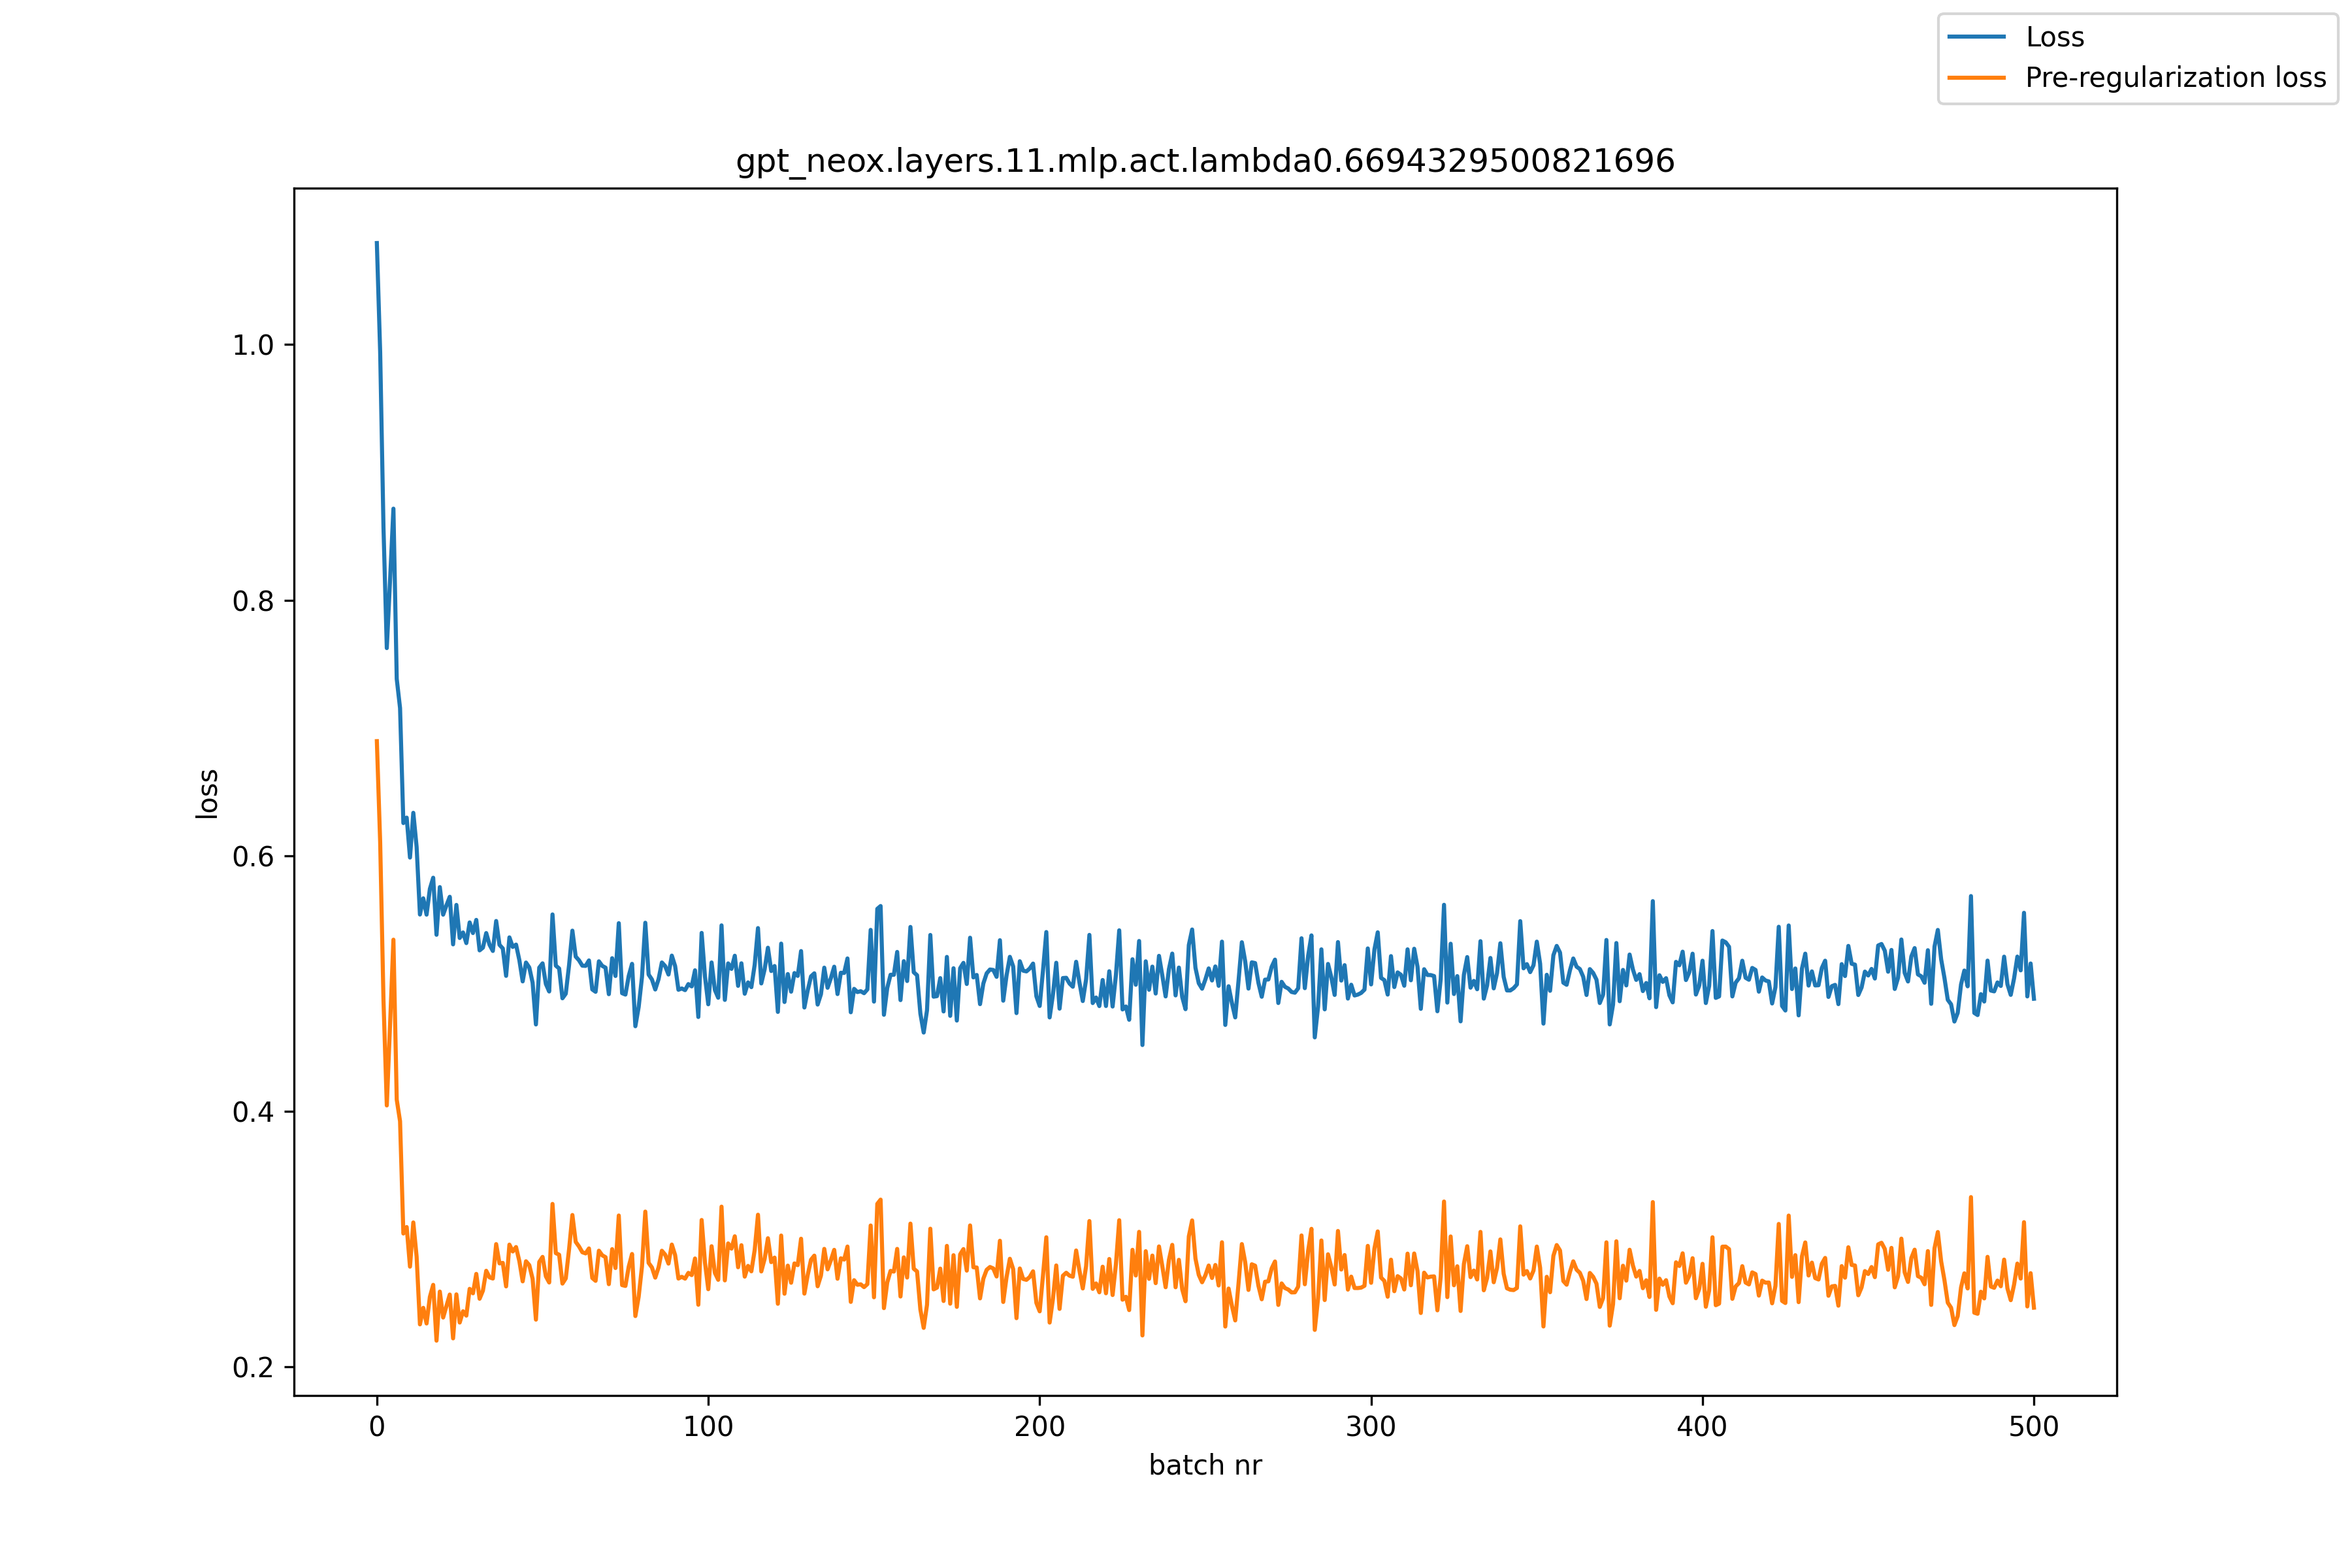 Loss
Pre-regularization loss
gpt_neox.layers.11.mlp.act.lambda0.6694329500821696
1.0
0.8
0.6
0.4
0.2
loss
0 100 200 300 400 500
batch nr